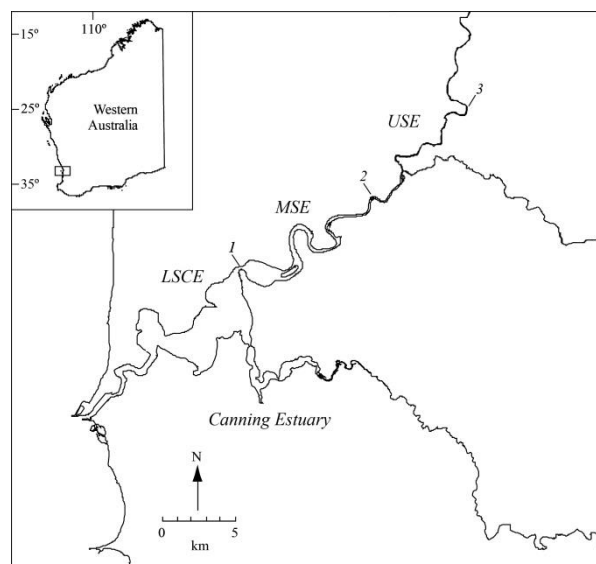 110°
-15°
-25°
-35°
Western
Australia
3
USE
2
MSE
1
LSCE
Canning Estuary
N
0 5
km